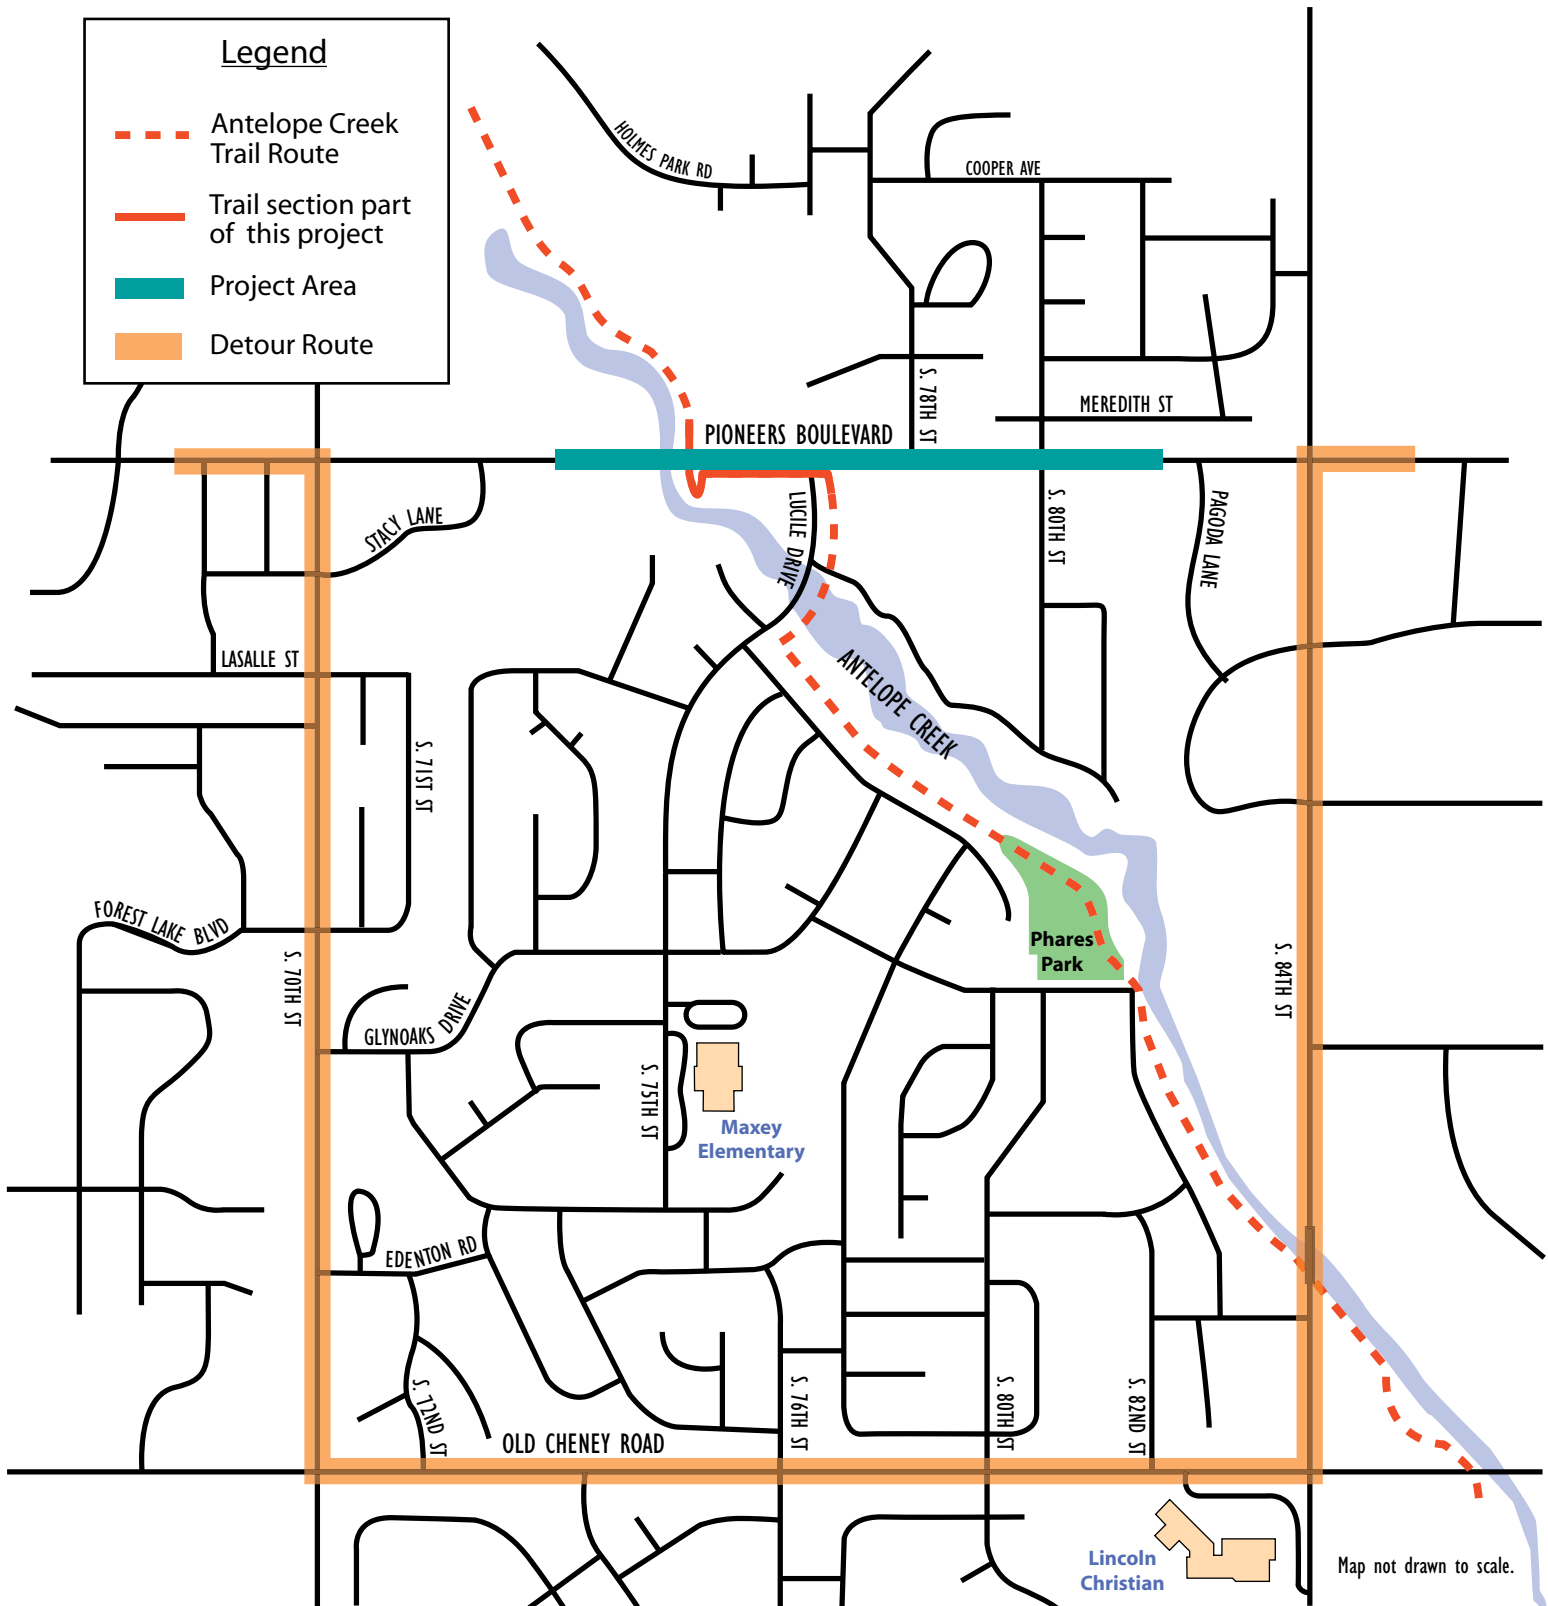 Legend
Antelope Creek
Trail Route
Trail section part
of this project
Project Area
Detour Route
HOLMES PARK RD
COOPER AVE
S. 78TH ST
MEREDITH ST
PIONEERS BOULEVARD
STACY LANE
LUCILE DRIVE
S. 80TH ST
PAGODA LANE
LASALLE ST
ANTELOPE CREEK
S. 71ST ST
FOREST LAKE BLVD
S. 70TH ST
Phares
Park
S. 84TH ST
GLYNOAKS DRIVE
S. 75TH ST
Maxey
Elementary
EDENTON RD
S. 72ND ST
OLD CHENEY ROAD
S. 76TH ST
S. 80TH ST
S. 82ND ST
Lincoln
Christian
Map not drawn to scale.